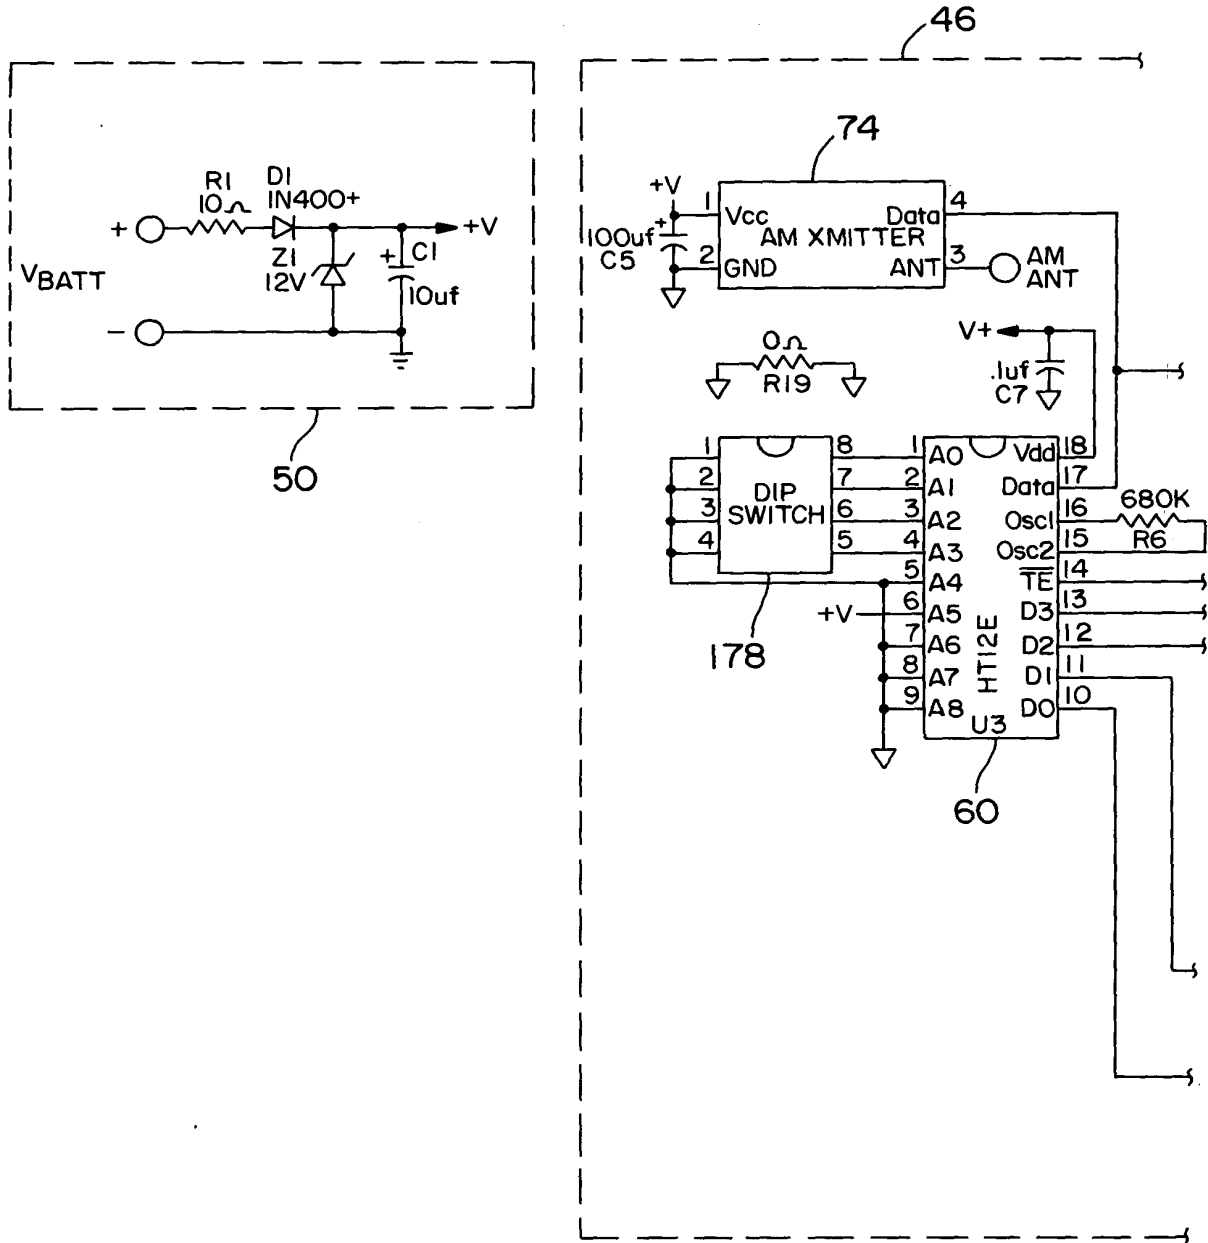 46
74
R1
10Ω
D1
1N400+
+
+V
Z1
12V
+
C1
10uf
VBATT
−
50
+V
1
Vcc
Data
4
+
100uf
C5
AM XMITTER
2
GND
ANT
3
AM
ANT
0Ω
R19
V+
.1uf
C7
1
8
2
7
3
6
4
5
DIP
SWITCH
178
1
A0
Vdd
18
2
A1
Data
17
3
A2
Osc1
16
680K
R6
4
A3
Osc2
15
5
A4
T̅E̅
14
+V
6
A5
D3
13
7
A6
D2
12
8
A7
D1
11
9
A8
D0
10
HT12E
U3
60